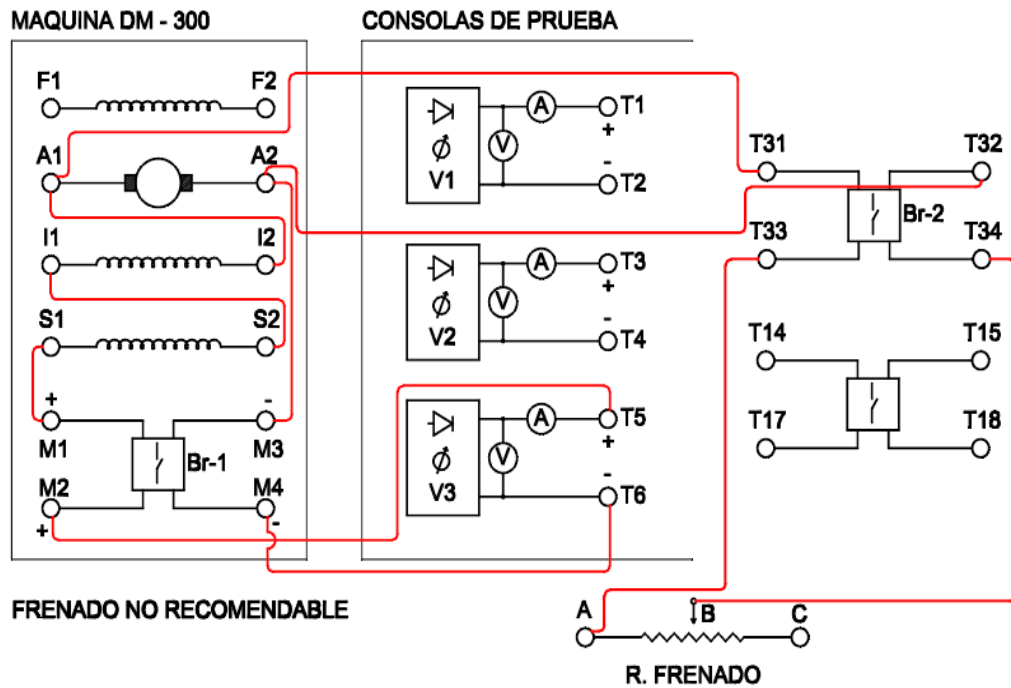 MAQUINA DM - 300
CONSOLAS DE PRUEBA
F1 F2
A1 A2
I1 I2
S1 S2
+ -
M1 M3
Br-1
M2 M4
+ -
A T1
+
V
-
V1 T2
A T3
+
V
-
V2 T4
A T5
+
V
-
V3 T6
T31 T32
Br-2
T33 T34
T14 T15
T17 T18
FRENADO NO RECOMENDABLE
A B C
R. FRENADO